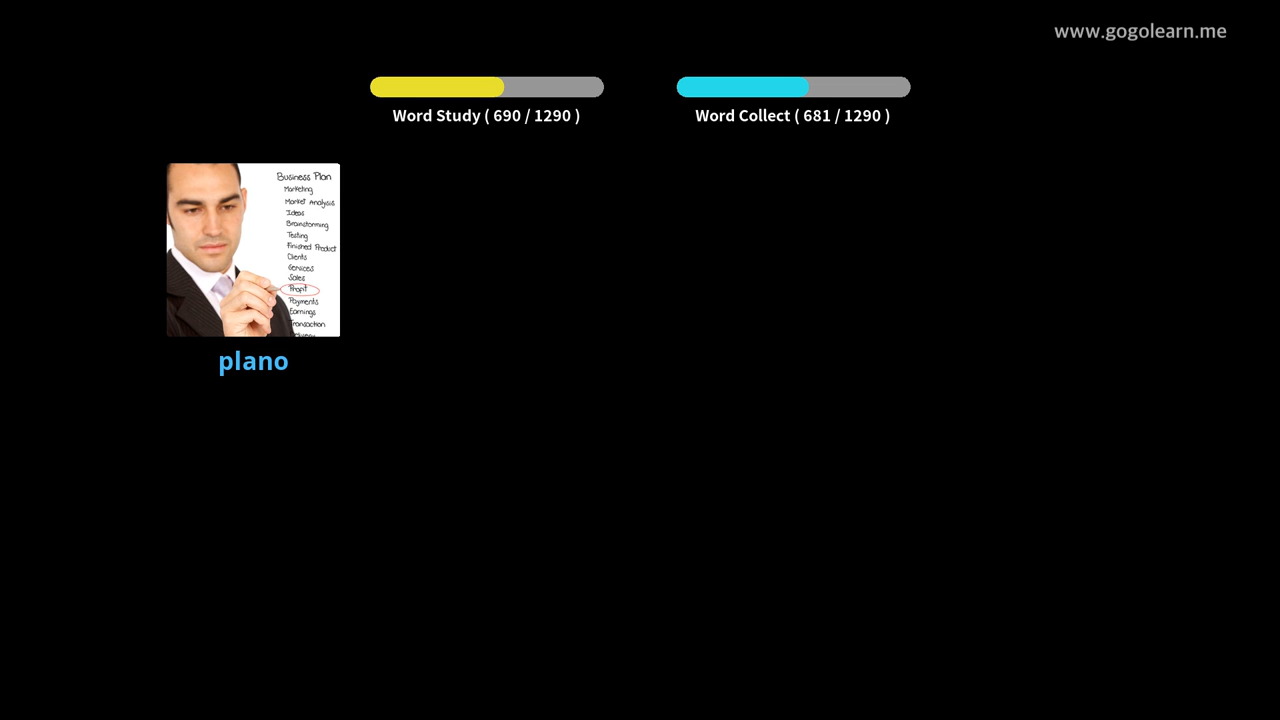 www.gogolearn.me
Word Study ( 690 / 1290 )
Word Collect ( 681 / 1290 )
Business Plan
Marketing
Market Analysis
Ideas
Brainstorming
Testing
Finished Product
Clients
Services
Sales
Profit
Payments
Earnings
Transaction
Delivery
plano